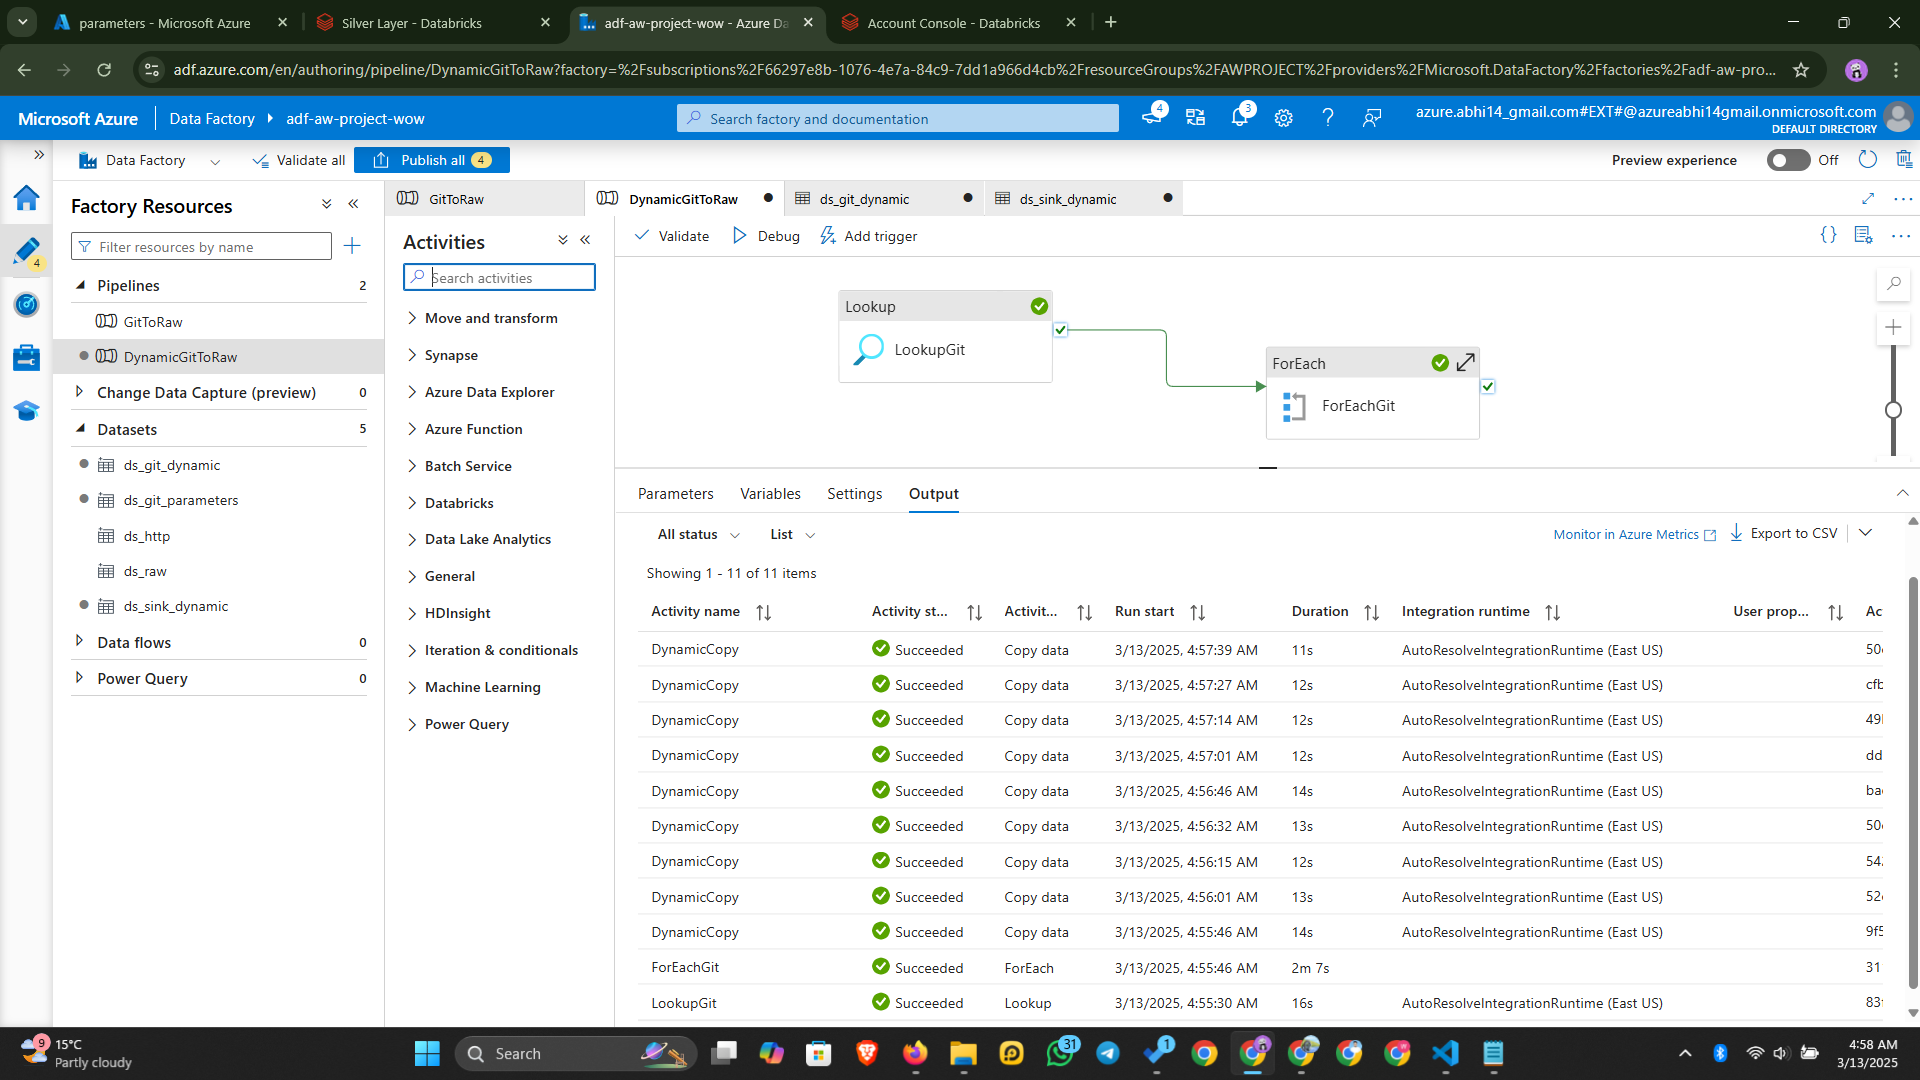 parameters - Microsoft Azure
Silver Layer - Databricks
adf-aw-project-wow - Azure Da
Account Console - Databricks
adf.azure.com/en/authoring/pipeline/DynamicGitToRaw?factory=%2Fsubscriptions%2F66297e8b-1076-4e7a-84c9-7dd1a966d4cb%2FresourceGroups%2FAWPROJECT%2Fproviders%2FMicrosoft.DataFactory%2Ffactories%2Fadf-aw-pro...
Microsoft Azure
Data Factory
adf-aw-project-wow
Search factory and documentation
4
3
azure.abhi14_gmail.com#EXT#@azureabhi14gmail.onmicrosoft.com
DEFAULT DIRECTORY
Data Factory
Validate all
Publish all 4
Preview experience
Off
4
Factory Resources
Filter resources by name
Pipelines 2
GitToRaw
DynamicGitToRaw
Change Data Capture (preview) 0
Datasets 5
ds_git_dynamic
ds_git_parameters
ds_http
ds_raw
ds_sink_dynamic
Data flows 0
Power Query 0
GitToRaw
DynamicGitToRaw
ds_git_dynamic
ds_sink_dynamic
Activities
Search activities
Move and transform
Synapse
Azure Data Explorer
Azure Function
Batch Service
Databricks
Data Lake Analytics
General
HDInsight
Iteration & conditionals
Machine Learning
Power Query
Validate
Debug
Add trigger
{}
Lookup
LookupGit
ForEach
ForEachGit
Parameters Variables Settings Output
All status
List
Monitor in Azure Metrics
Export to CSV
Showing 1 - 11 of 11 items
Activity name Activity st... Activit... Run start Duration Integration runtime User prop... Ac
DynamicCopy Succeeded Copy data 3/13/2025, 4:57:39 AM 11s AutoResolveIntegrationRuntime (East US)
DynamicCopy Succeeded Copy data 3/13/2025, 4:57:27 AM 12s AutoResolveIntegrationRuntime (East US) cfb
DynamicCopy Succeeded Copy data 3/13/2025, 4:57:14 AM 12s AutoResolveIntegrationRuntime (East US)
DynamicCopy Succeeded Copy data 3/13/2025, 4:57:01 AM 12s AutoResolveIntegrationRuntime (East US) dd
DynamicCopy Succeeded Copy data 3/13/2025, 4:56:46 AM 14s AutoResolveIntegrationRuntime (East US)
DynamicCopy Succeeded Copy data 3/13/2025, 4:56:32 AM 13s AutoResolveIntegrationRuntime (East US)
DynamicCopy Succeeded Copy data 3/13/2025, 4:56:15 AM 12s AutoResolveIntegrationRuntime (East US)
DynamicCopy Succeeded Copy data 3/13/2025, 4:56:01 AM 13s AutoResolveIntegrationRuntime (East US)
DynamicCopy Succeeded Copy data 3/13/2025, 4:55:46 AM 14s AutoResolveIntegrationRuntime (East US) 9f5
ForEachGit Succeeded ForEach 3/13/2025, 4:55:46 AM 2m 7s 31
LookupGit Succeeded Lookup 3/13/2025, 4:55:30 AM 16s AutoResolveIntegrationRuntime (East US)
9
15°C
Partly cloudy
Search
31
1
4:58 AM
3/13/2025